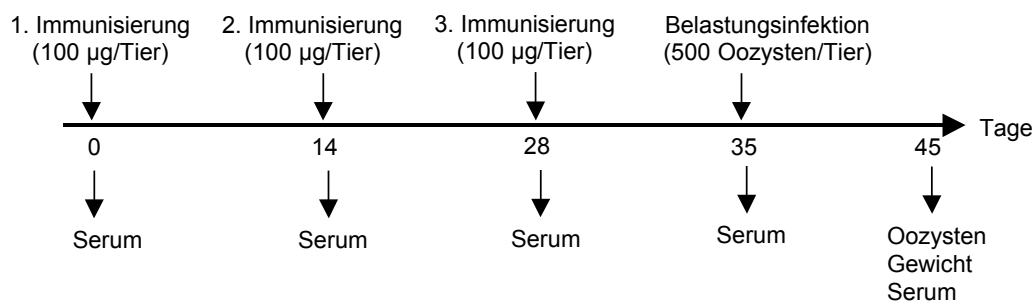 1. Immunisierung
(100 µg/Tier)
2. Immunisierung
(100 µg/Tier)
3. Immunisierung
(100 µg/Tier)
Belastungsinfektion
(500 Oozysten/Tier)
Tage
0
14
28
35
45
Serum
Serum
Serum
Serum
Oozysten
Gewicht
Serum